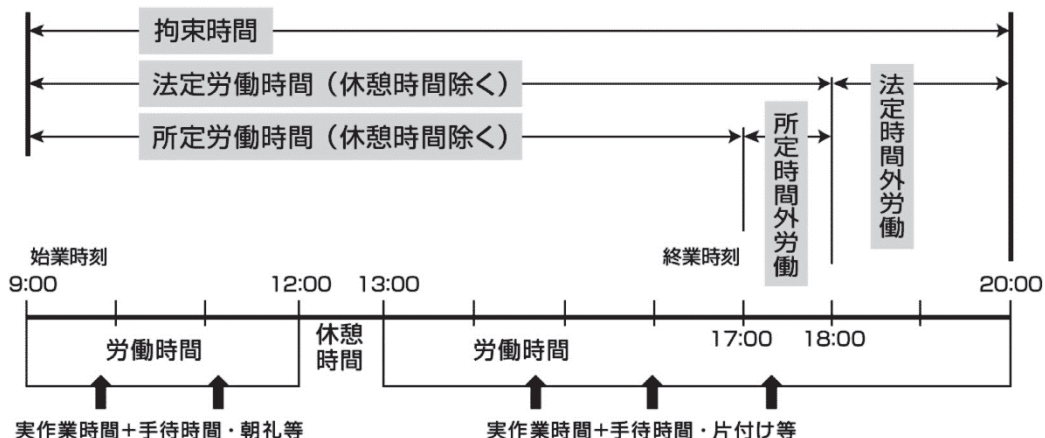 拘束時間
法定労働時間（休憩時間除く）
法定時間外労働
所定労働時間（休憩時間除く）
所定時間外労働
始業時刻
終業時刻
9:00
12:00
13:00
20:00
労働時間
休憩
時間
労働時間
17:00
18:00
実作業時間＋手待時間・朝礼等
実作業時間＋手待時間・片付け等